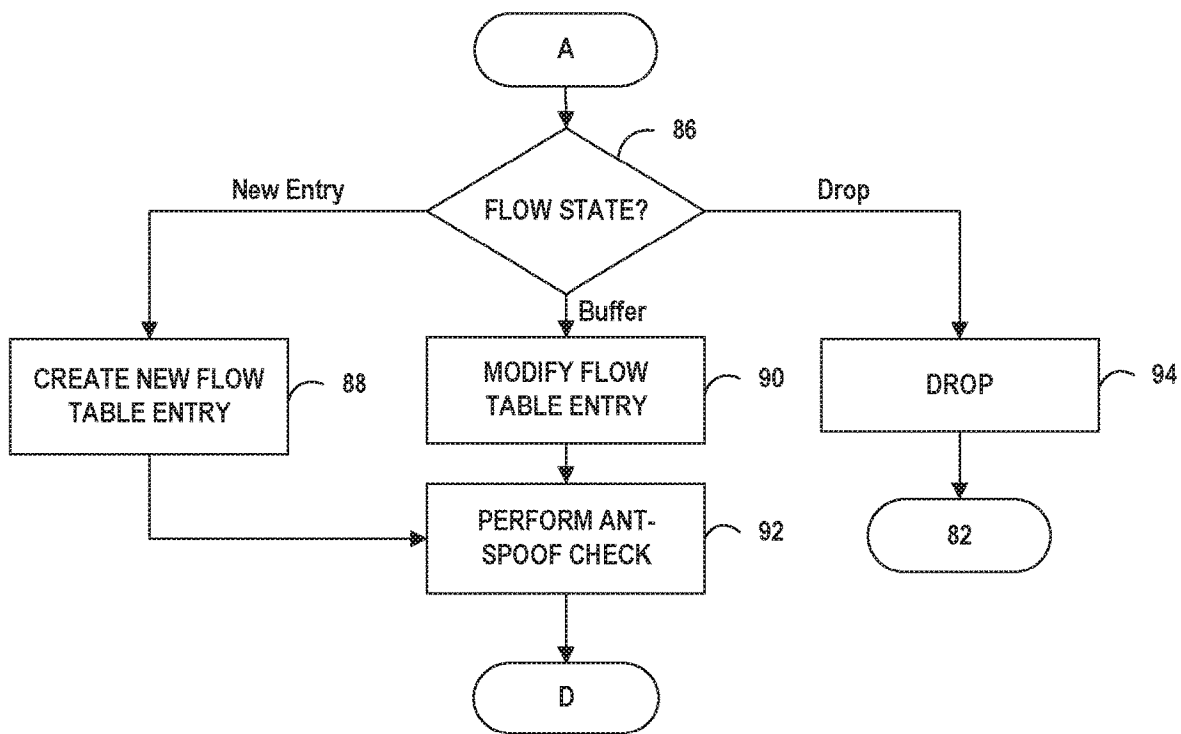 A
86
FLOW STATE?
New Entry
Drop
Buffer
CREATE NEW FLOW
TABLE ENTRY
88
MODIFY FLOW
TABLE ENTRY
90
DROP
94
PERFORM ANT-
SPOOF CHECK
92
82
D